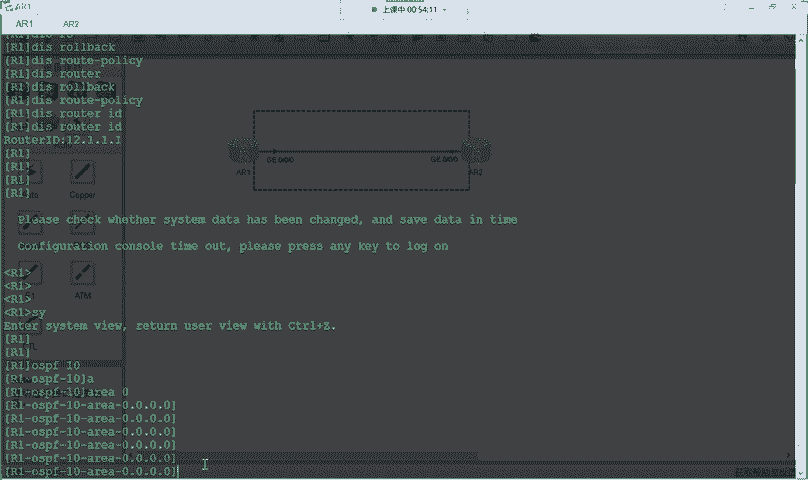 AR1
上课中 00:54:11
AR1 AR2
[R1]dis rollback
[R1]dis route-policy
[R1]dis router
[R1]dis rollback
[R1]dis route-policy
[R1]dis router id
[R1]dis router id
RouterID:12.1.1.1
[R1]
[R1]
[R1]
[R1]
Please check whether system data has been changed, and save data in time
Configuration console time out, please press any key to log on
<R1>
<R1>
<R1>
<R1>sy
Enter system view, return user view with Ctrl+Z.
[R1]
[R1]
[R1]ospf 10
[R1-ospf-10]a
[R1-ospf-10]area 0
[R1-ospf-10-area-0.0.0.0]
[R1-ospf-10-area-0.0.0.0]
[R1-ospf-10-area-0.0.0.0]
[R1-ospf-10-area-0.0.0.0]
[R1-ospf-10-area-0.0.0.0]
[R1-ospf-10-area-0.0.0.0]
GE 0/0/0
GE 0/0/0
AR1
AR2
Copper
ATM